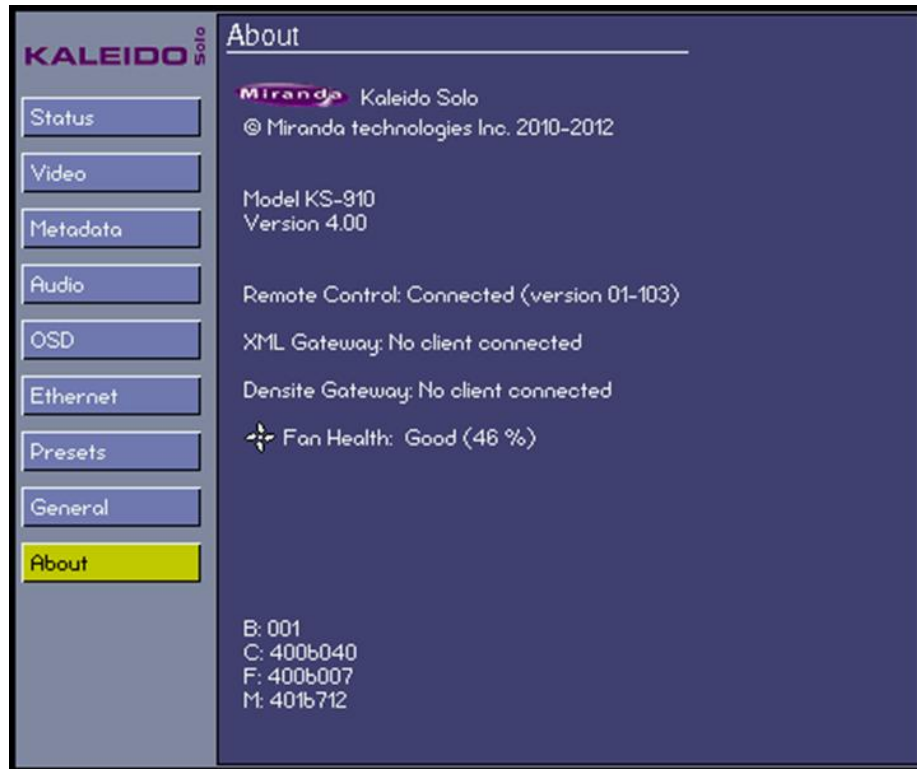 KALEIDO Solo
Status
Video
Metadata
Audio
OSD
Ethernet
Presets
General
About
About
Miranda Kaleido Solo
© Miranda technologies Inc. 2010-2012
Model KS-910
Version 4.00
Remote Control: Connected (version 01-103)
XML Gateway: No client connected
Densite Gateway: No client connected
Fan Health: Good (46 %)
B: 001
C: 400b040
F: 400b007
M: 401b712